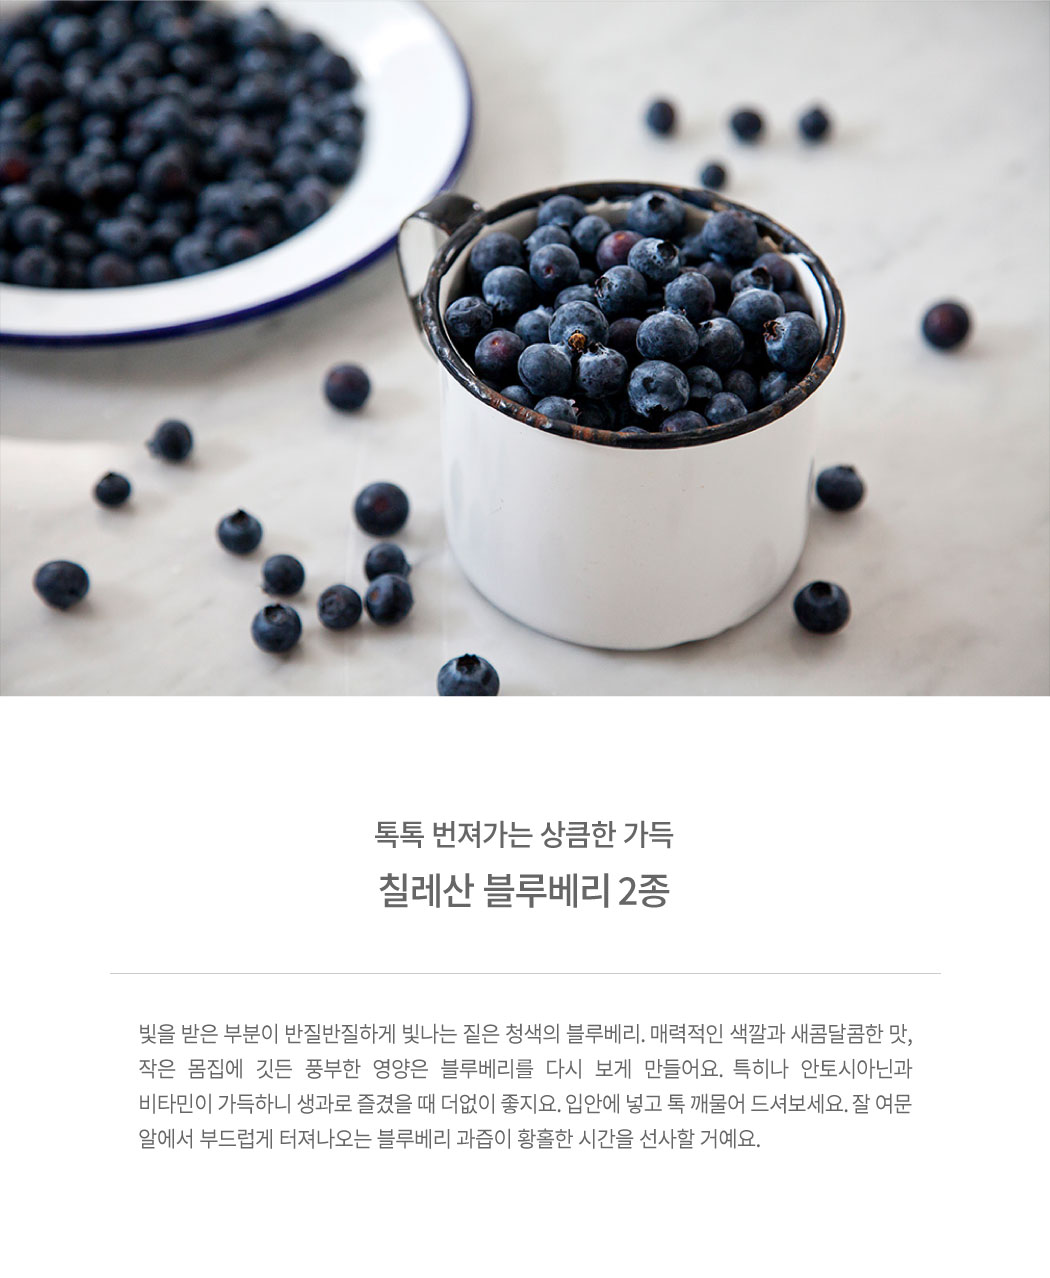 톡톡 번져가는 상큼한 가득
칠레산 블루베리 2종
빛을 받은 부분이 반질반질하게 빛나는 짙은 청색의 블루베리. 매력적인 색깔과 새콤달콤한 맛,
작은 몸집에 깃든 풍부한 영양은 블루베리를 다시 보게 만들어요. 특히나 안토시아닌과
비타민이 가득하니 생과로 즐겼을 때 더없이 좋지요. 입안에 넣고 톡 깨물어 드셔보세요. 잘 여문
알에서 부드럽게 터져나오는 블루베리 과즙이 황홀한 시간을 선사할 거예요.